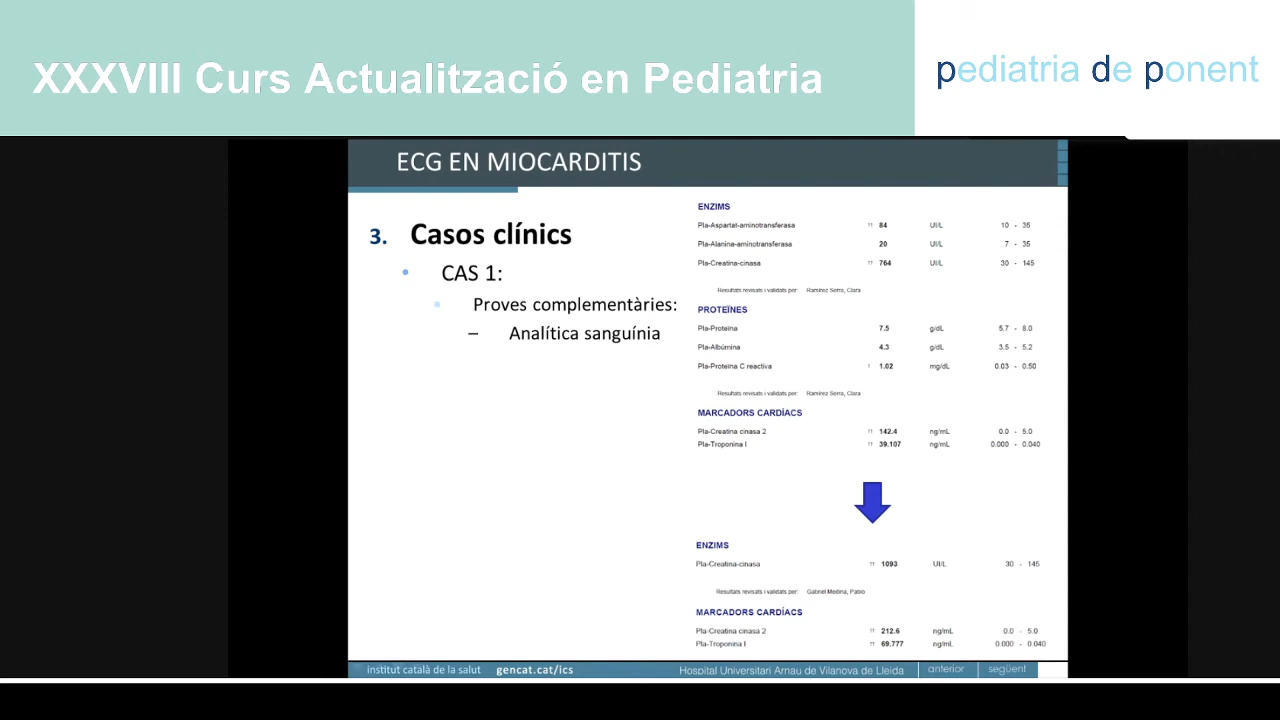 XXXVIII Curs Actualització en Pediatria
pediatria de ponent
ECG EN MIOCARDITIS
3. Casos clínics
• CAS 1:
▪ Proves complementàries:
– Analítica sanguínia
ENZIMS
Pla-Aspartat-aminotransferasa ↑↑ 84 UI/L 10 - 35
Pla-Alanina-aminotransferasa 20 UI/L 7 - 35
Pla-Creatina-cinasa ↑↑ 764 UI/L 30 - 145
Resultats revisats i validats per: Ramírez Serra, Clara
PROTEÏNES
Pla-Proteïna 7.5 g/dL 5.7 - 8.0
Pla-Albúmina 4.3 g/dL 3.5 - 5.2
Pla-Proteïna C reactiva ↑ 1.02 mg/dL 0.03 - 0.50
Resultats revisats i validats per: Ramírez Serra, Clara
MARCADORS CARDÍACS
Pla-Creatina cinasa 2 ↑↑ 142.4 ng/mL 0.0 - 5.0
Pla-Troponina I ↑↑ 39.107 ng/mL 0.000 - 0.040
ENZIMS
Pla-Creatina-cinasa ↑↑ 1093 UI/L 30 - 145
Resultats revisats i validats per: Gabriel Medina, Pablo
MARCADORS CARDÍACS
Pla-Creatina cinasa 2 ↑↑ 212.6 ng/mL 0.0 - 5.0
Pla-Troponina I ↑↑ 69.777 ng/mL 0.000 - 0.040
institut català de la salut gencat.cat/ics Hospital Universitari Arnau de Vilanova de Lleida anterior següent